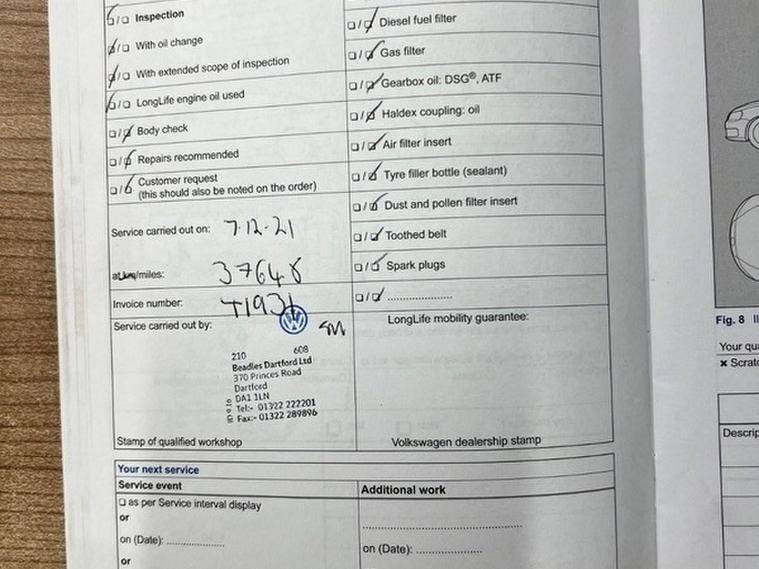 Inspection
With oil change
With extended scope of inspection
LongLife engine oil used
Body check
Repairs recommended
Customer request
(this should also be noted on the order)
Service carried out on: 7.12.21
at km/miles: 37648
Invoice number:
Service carried out by:
210 608
Beadles Dartford Ltd
370 Princes Road
Dartford
DA1 1LN
Tel:- 01322 222201
Fax:- 01322 289896
Stamp of qualified workshop
Diesel fuel filter
Gas filter
Gearbox oil: DSG®, ATF
Haldex coupling: oil
Air filter insert
Tyre filler bottle (sealant)
Dust and pollen filter insert
Toothed belt
Spark plugs
LongLife mobility guarantee:
Volkswagen dealership stamp
Your next service
Service event
as per Service interval display
or
on (Date): ..............
or
Additional work
on (Date): ................
Fig. 8
Your